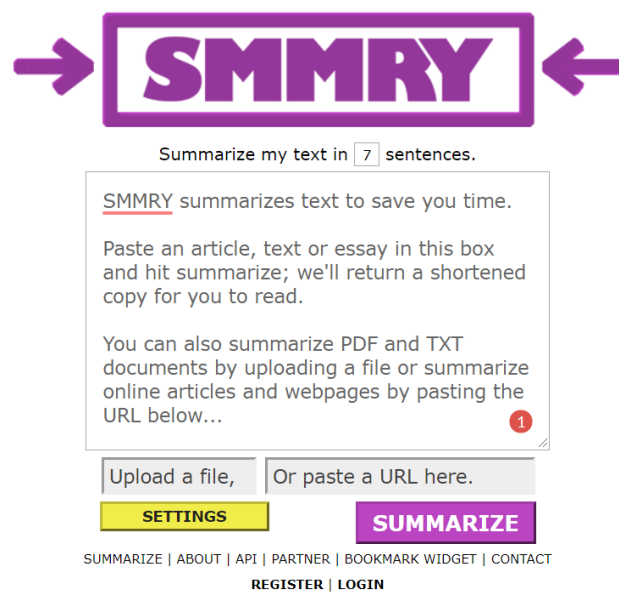 SMMRY
Summarize my text in 7 sentences.
SMMRY summarizes text to save you time.
Paste an article, text or essay in this box
and hit summarize; we'll return a shortened
copy for you to read.
You can also summarize PDF and TXT
documents by uploading a file or summarize
online articles and webpages by pasting the
URL below...
1
Upload a file, Or paste a URL here.
SETTINGS SUMMARIZE
SUMMARIZE | ABOUT | API | PARTNER | BOOKMARK WIDGET | CONTACT
REGISTER | LOGIN